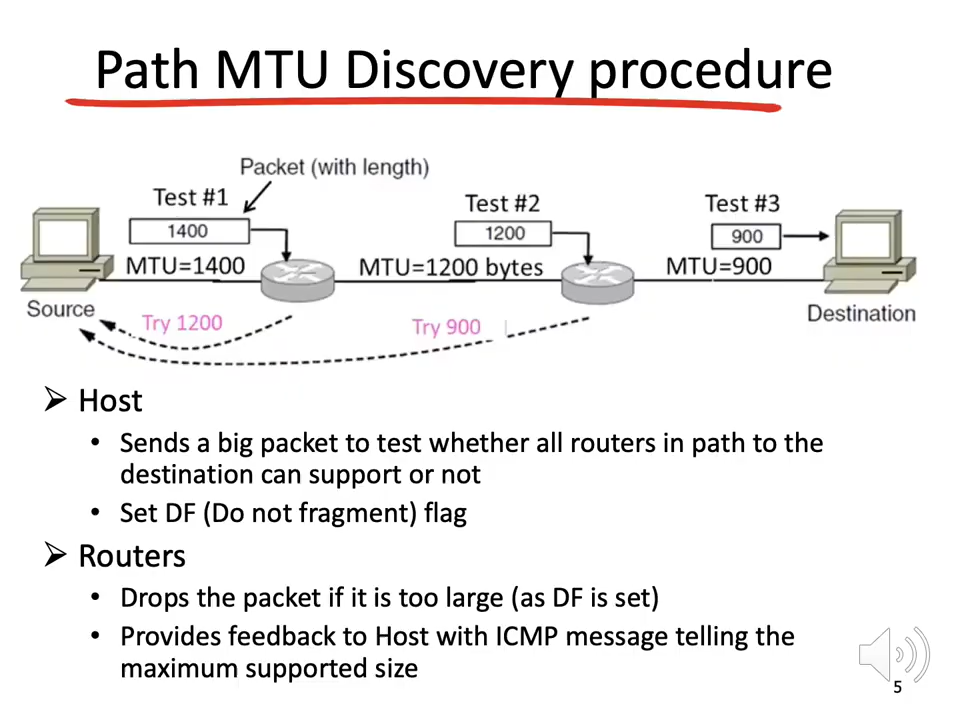 Path MTU Discovery procedure
Packet (with length)
Test #1
Test #2
Test #3
1400
1200
900
MTU=1400
MTU=1200 bytes
MTU=900
Source
Destination
Try 1200
Try 900
➢ Host
• Sends a big packet to test whether all routers in path to the
destination can support or not
• Set DF (Do not fragment) flag
➢ Routers
• Drops the packet if it is too large (as DF is set)
• Provides feedback to Host with ICMP message telling the
maximum supported size
5